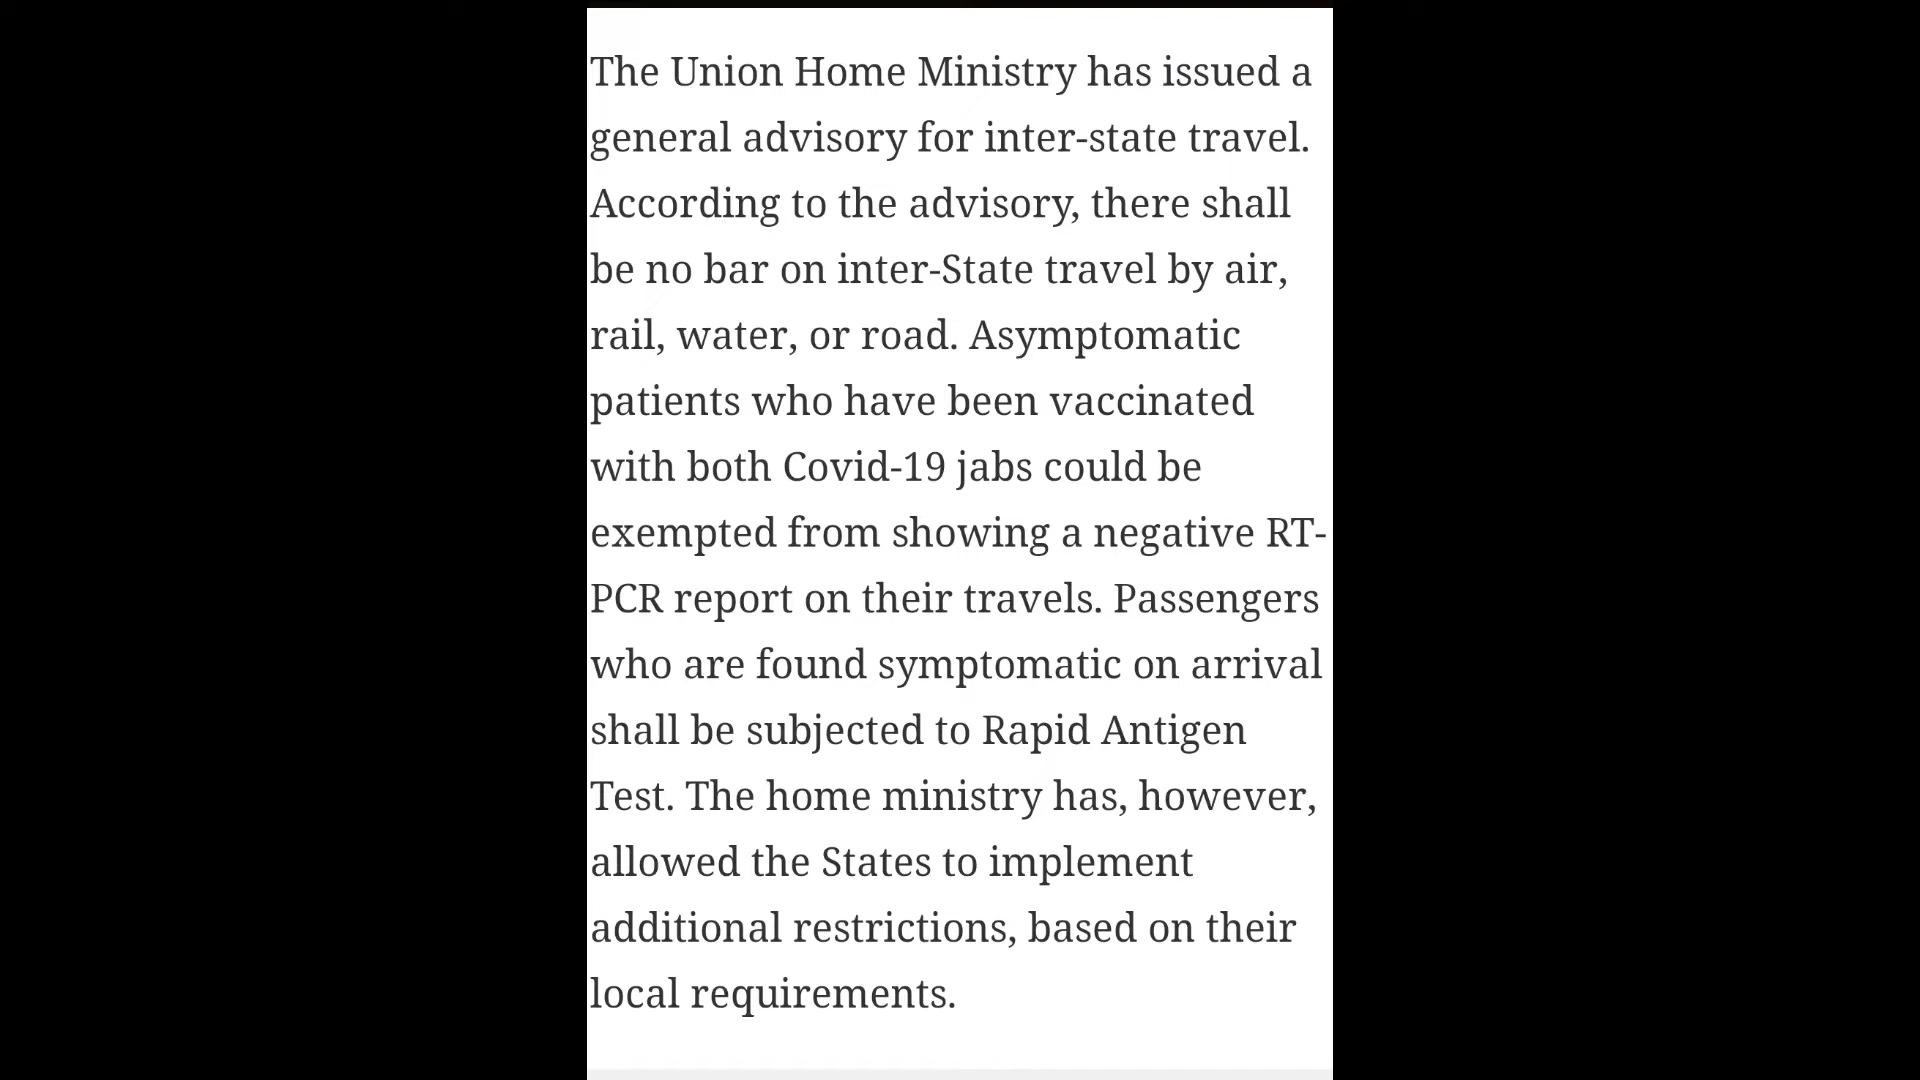 The Union Home Ministry has issued a
general advisory for inter-state travel.
According to the advisory, there shall
be no bar on inter-State travel by air,
rail, water, or road. Asymptomatic
patients who have been vaccinated
with both Covid-19 jabs could be
exempted from showing a negative RT-
PCR report on their travels. Passengers
who are found symptomatic on arrival
shall be subjected to Rapid Antigen
Test. The home ministry has, however,
allowed the States to implement
additional restrictions, based on their
local requirements.